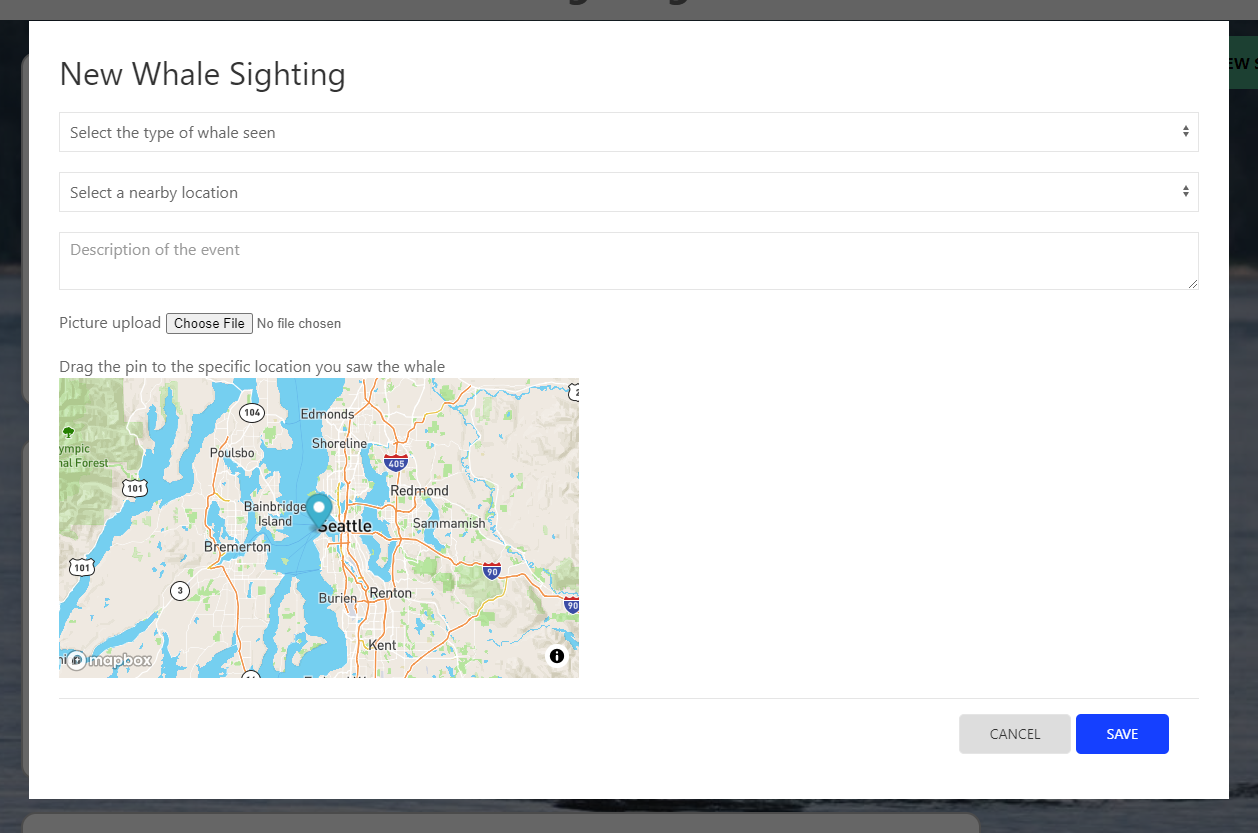 EW S
New Whale Sighting
Select the type of whale seen
Select a nearby location
Description of the event
Picture upload Choose File No file chosen
Drag the pin to the specific location you saw the whale
104
Edmonds
2
Shoreline
ympic
nal Forest
Poulsbo
405
101
Redmond
Bainbridge
Island
Seattle
Sammamish
Bremerton
101
90
3
Burien
Renton
90
Kent
mapbox
CANCEL
SAVE